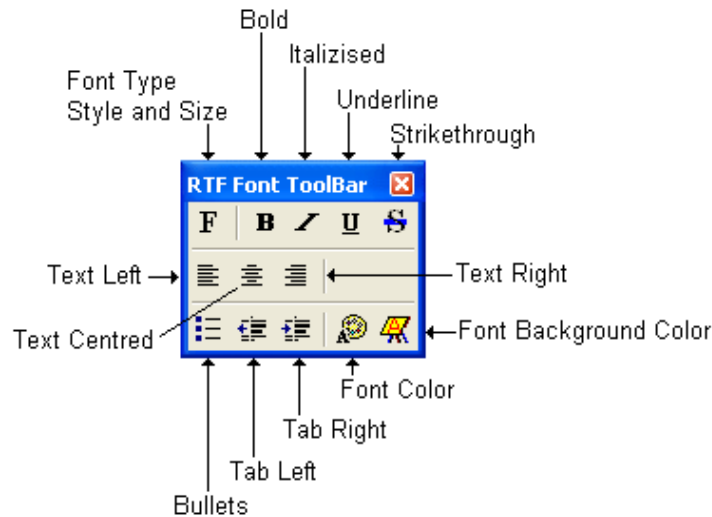 Bold
Italizised
Font Type
Style and Size
Underline
Strikethrough
RTF Font ToolBar
F B I U S
Text Left
Text Right
Text Centred
Font Background Color
A A
Font Color
Tab Right
Tab Left
Bullets